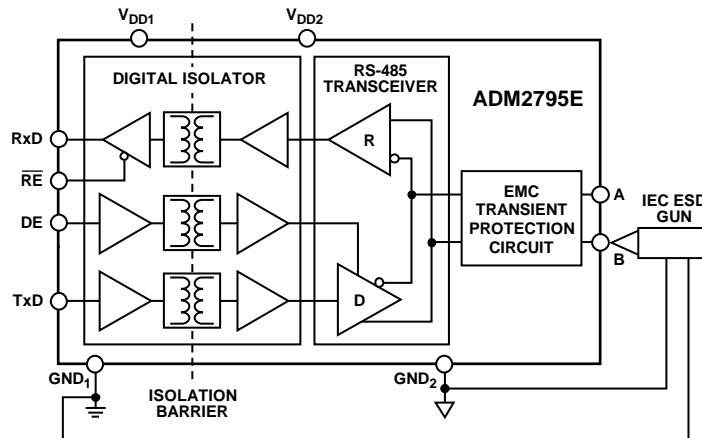 VDD1
VDD2
DIGITAL ISOLATOR
RS-485
TRANSCEIVER
ADM2795E
RxD
R
RE
EMC
TRANSIENT
PROTECTION
CIRCUIT
A
IEC ESD
GUN
DE
B
TxD
D
GND1
ISOLATION
BARRIER
GND2